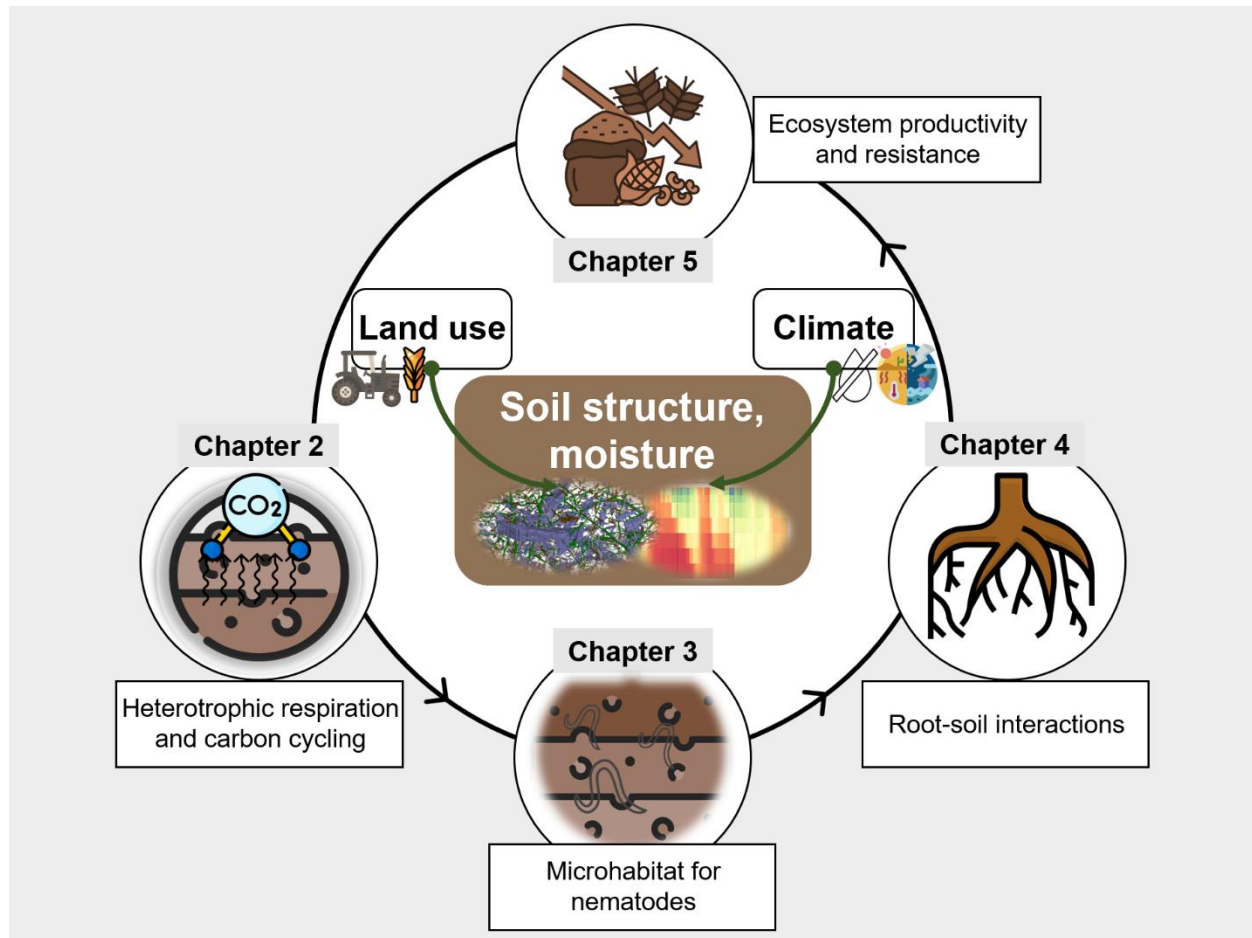 Ecosystem productivity
and resistance
Chapter 5
Land use
Climate
Soil structure,
moisture
Chapter 2
CO₂
Heterotrophic respiration
and carbon cycling
Chapter 3
Microhabitat for
nematodes
Chapter 4
Root-soil interactions